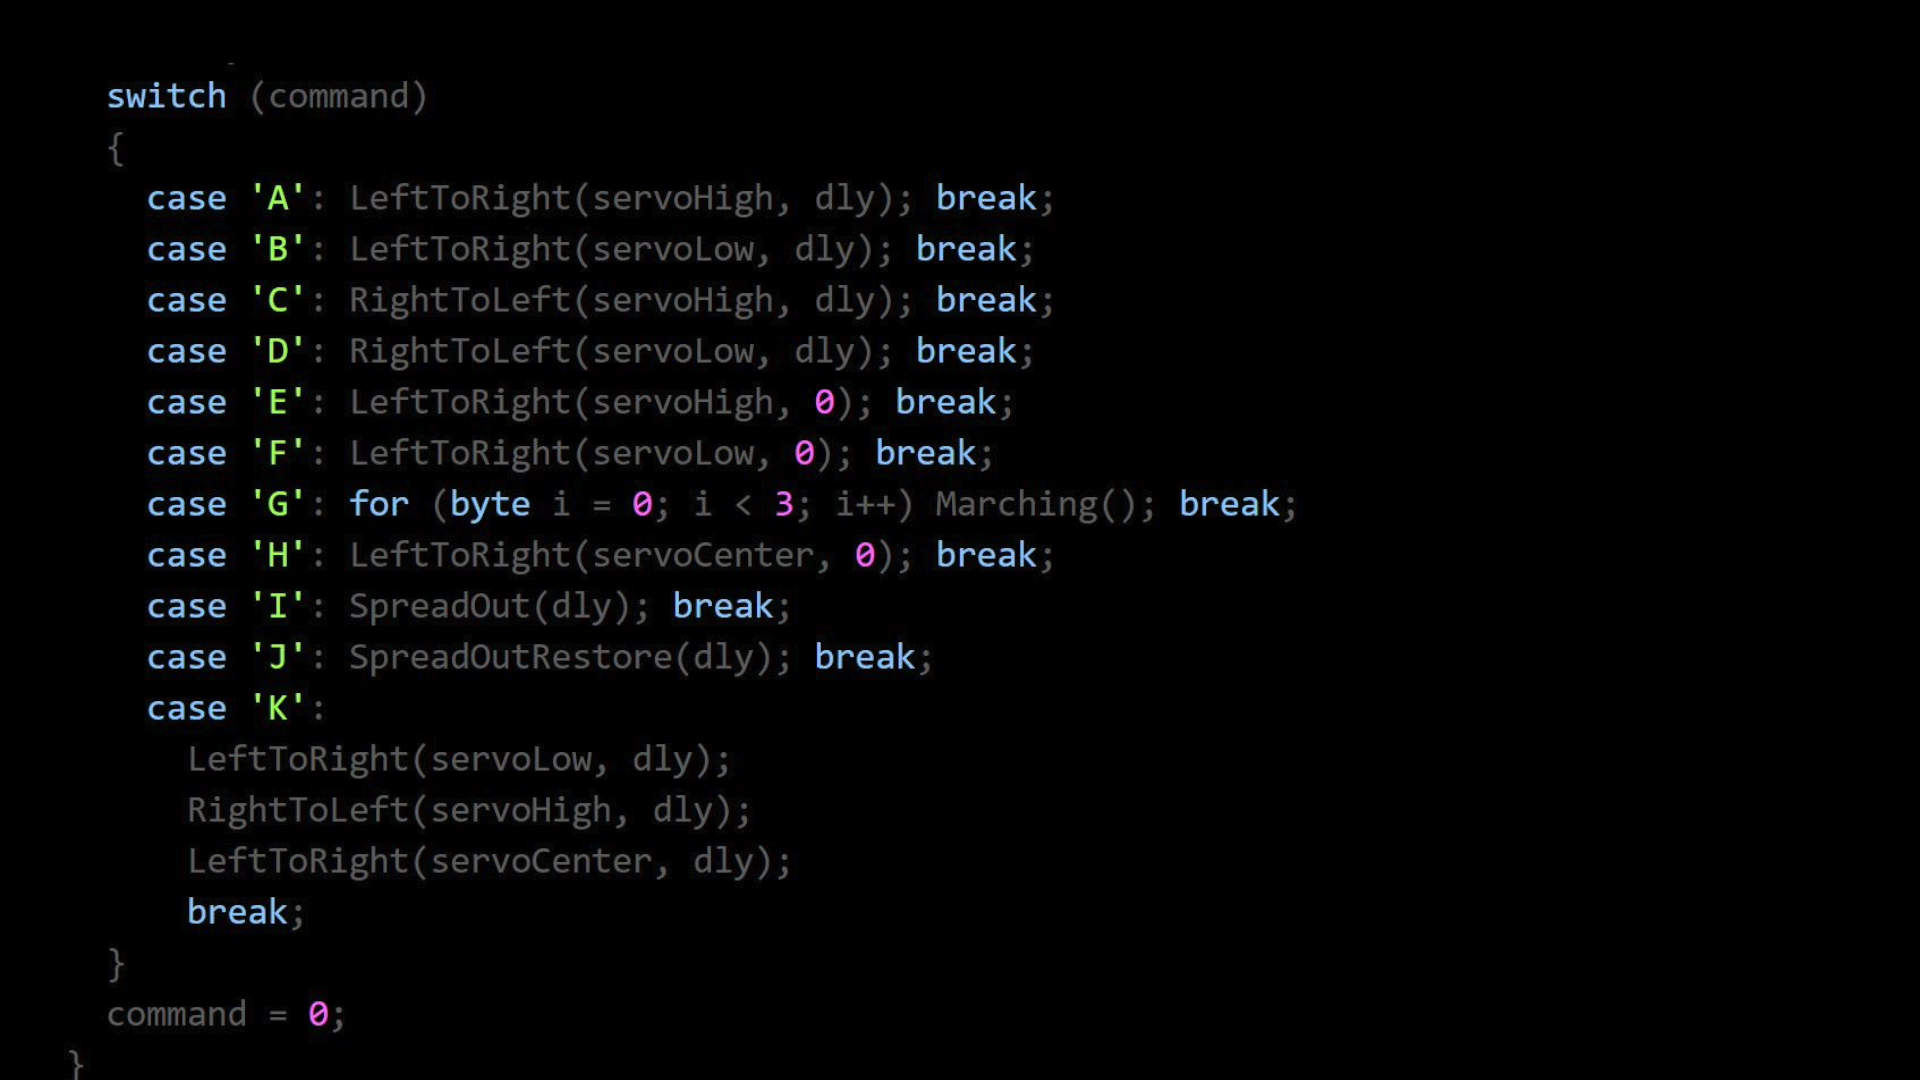 switch (command)
{
case 'A': LeftToRight(servoHigh, dly); break;
case 'B': LeftToRight(servoLow, dly); break;
case 'C': RightToLeft(servoHigh, dly); break;
case 'D': RightToLeft(servoLow, dly); break;
case 'E': LeftToRight(servoHigh, 0); break;
case 'F': LeftToRight(servoLow, 0); break;
case 'G': for (byte i = 0; i < 3; i++) Marching(); break;
case 'H': LeftToRight(servoCenter, 0); break;
case 'I': SpreadOut(dly); break;
case 'J': SpreadOutRestore(dly); break;
case 'K':
LeftToRight(servoLow, dly);
RightToLeft(servoHigh, dly);
LeftToRight(servoCenter, dly);
break;
}
command = 0;
}